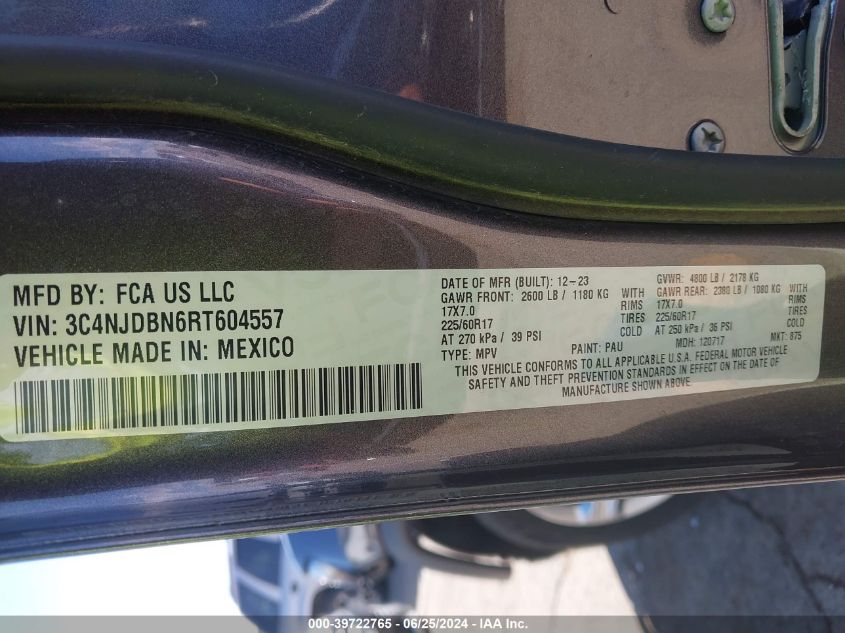 MFD BY: FCA US LLC
VIN: 3C4NJDBN6RT604557
VEHICLE MADE IN: MEXICO
DATE OF MFR (BUILT): 12-23
GVWR: 4800 LB / 2178 KG
GAWR FRONT: 2600 LB / 1180 KG
GAWR REAR: 2380 LB / 1080 KG
17X7.0 RIMS 17X7.0 RIMS
225/60R17 TIRES 225/60R17 TIRES
AT 270 kPa / 39 PSI COLD AT 250 kPa / 36 PSI COLD
TYPE: MPV PAINT: PAU MDH: 120717 MKT: 875
THIS VEHICLE CONFORMS TO ALL APPLICABLE U.S.A. FEDERAL MOTOR VEHICLE
SAFETY AND THEFT PREVENTION STANDARDS IN EFFECT ON THE DATE OF
MANUFACTURE SHOWN ABOVE.
000-39722765 - 06/25/2024 - IAA Inc.